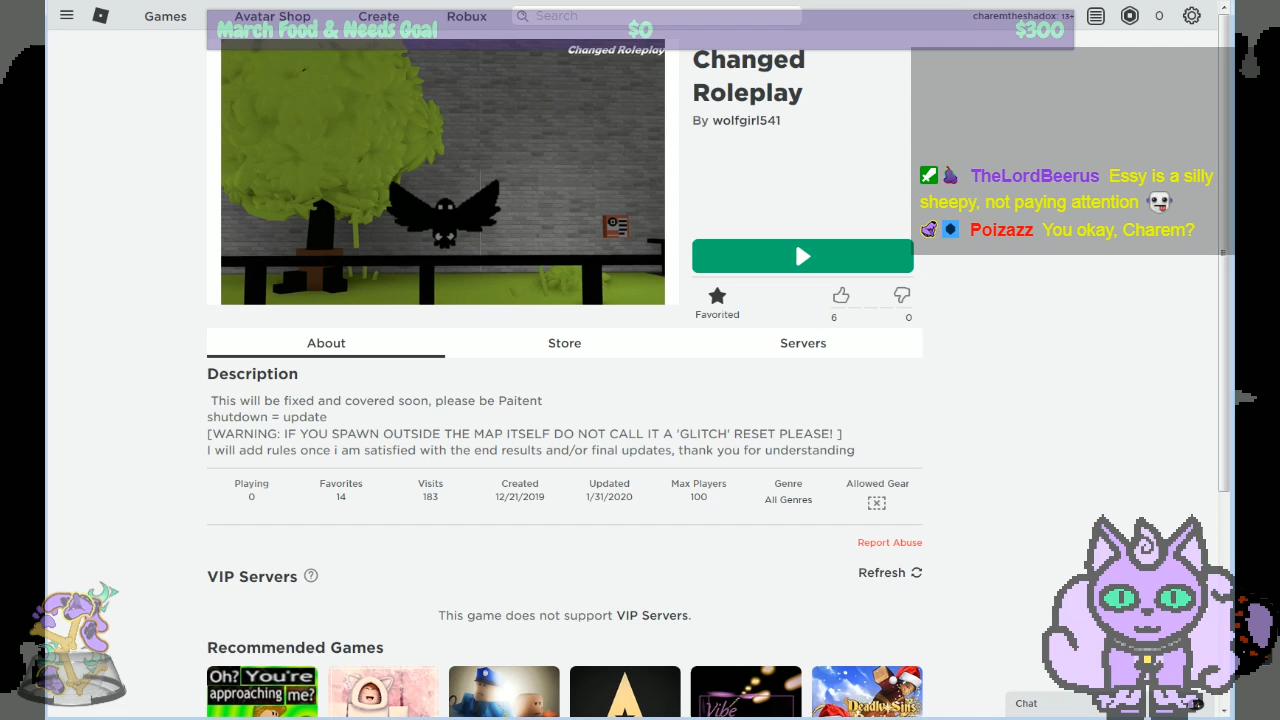 Games
Avatar Shop
Create
Robux
Search
charemtheshadox: 13+
0
March Food & Needs Goal
$0
$300
Changed Roleplay
Changed
Roleplay
By wolfgirl541
TheLordBeerus Essy is a silly
sheepy, not paying attention
Poizazz You okay, Charem?
Favorited
6
0
About
Store
Servers
Description
This will be fixed and covered soon, please be Paitent
shutdown = update
[WARNING: IF YOU SPAWN OUTSIDE THE MAP ITSELF DO NOT CALL IT A 'GLITCH' RESET PLEASE! ]
I will add rules once i am satisfied with the end results and/or final updates, thank you for understanding
Playing
Favorites
Visits
Created
Updated
Max Players
Genre
Allowed Gear
0
14
183
12/21/2019
1/31/2020
100
All Genres
Report Abuse
VIP Servers
Refresh
This game does not support VIP Servers.
Recommended Games
Oh? You're
approaching me?
Vibe
Deadly Sins
Chat